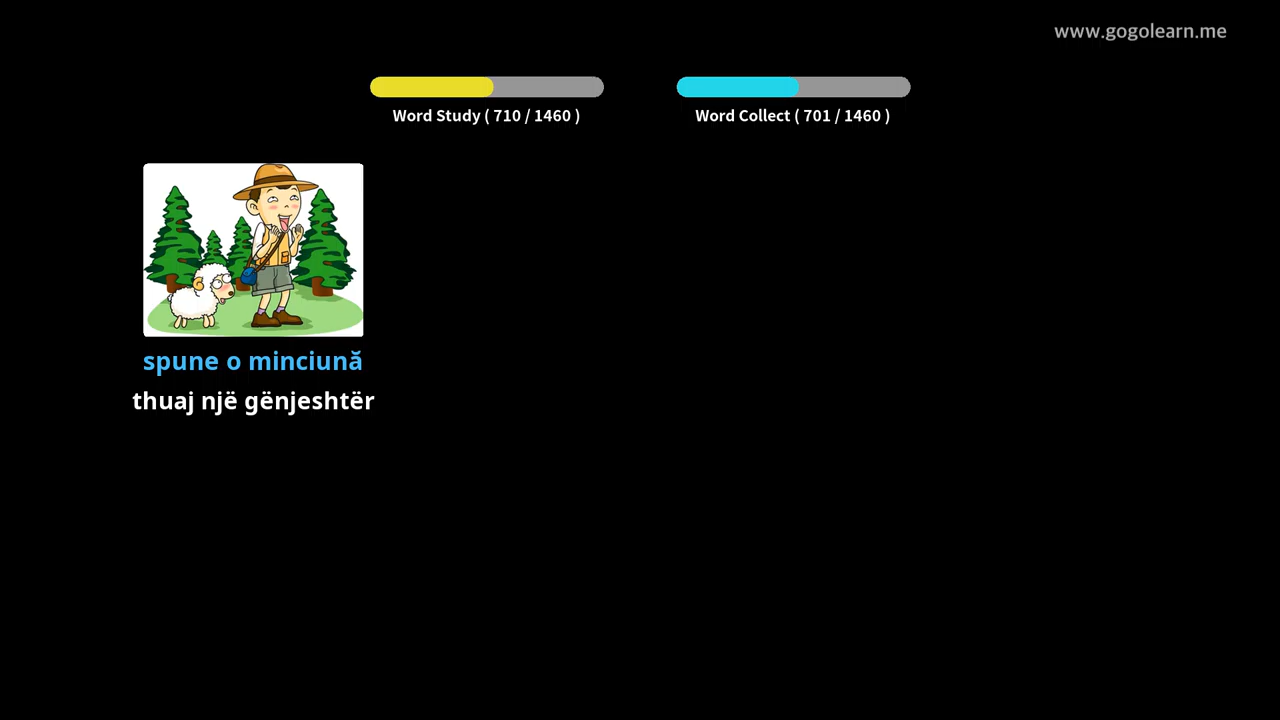 www.gogolearn.me
Word Study ( 710 / 1460 )
Word Collect ( 701 / 1460 )
spune o minciună
thuaj një gënjeshtër